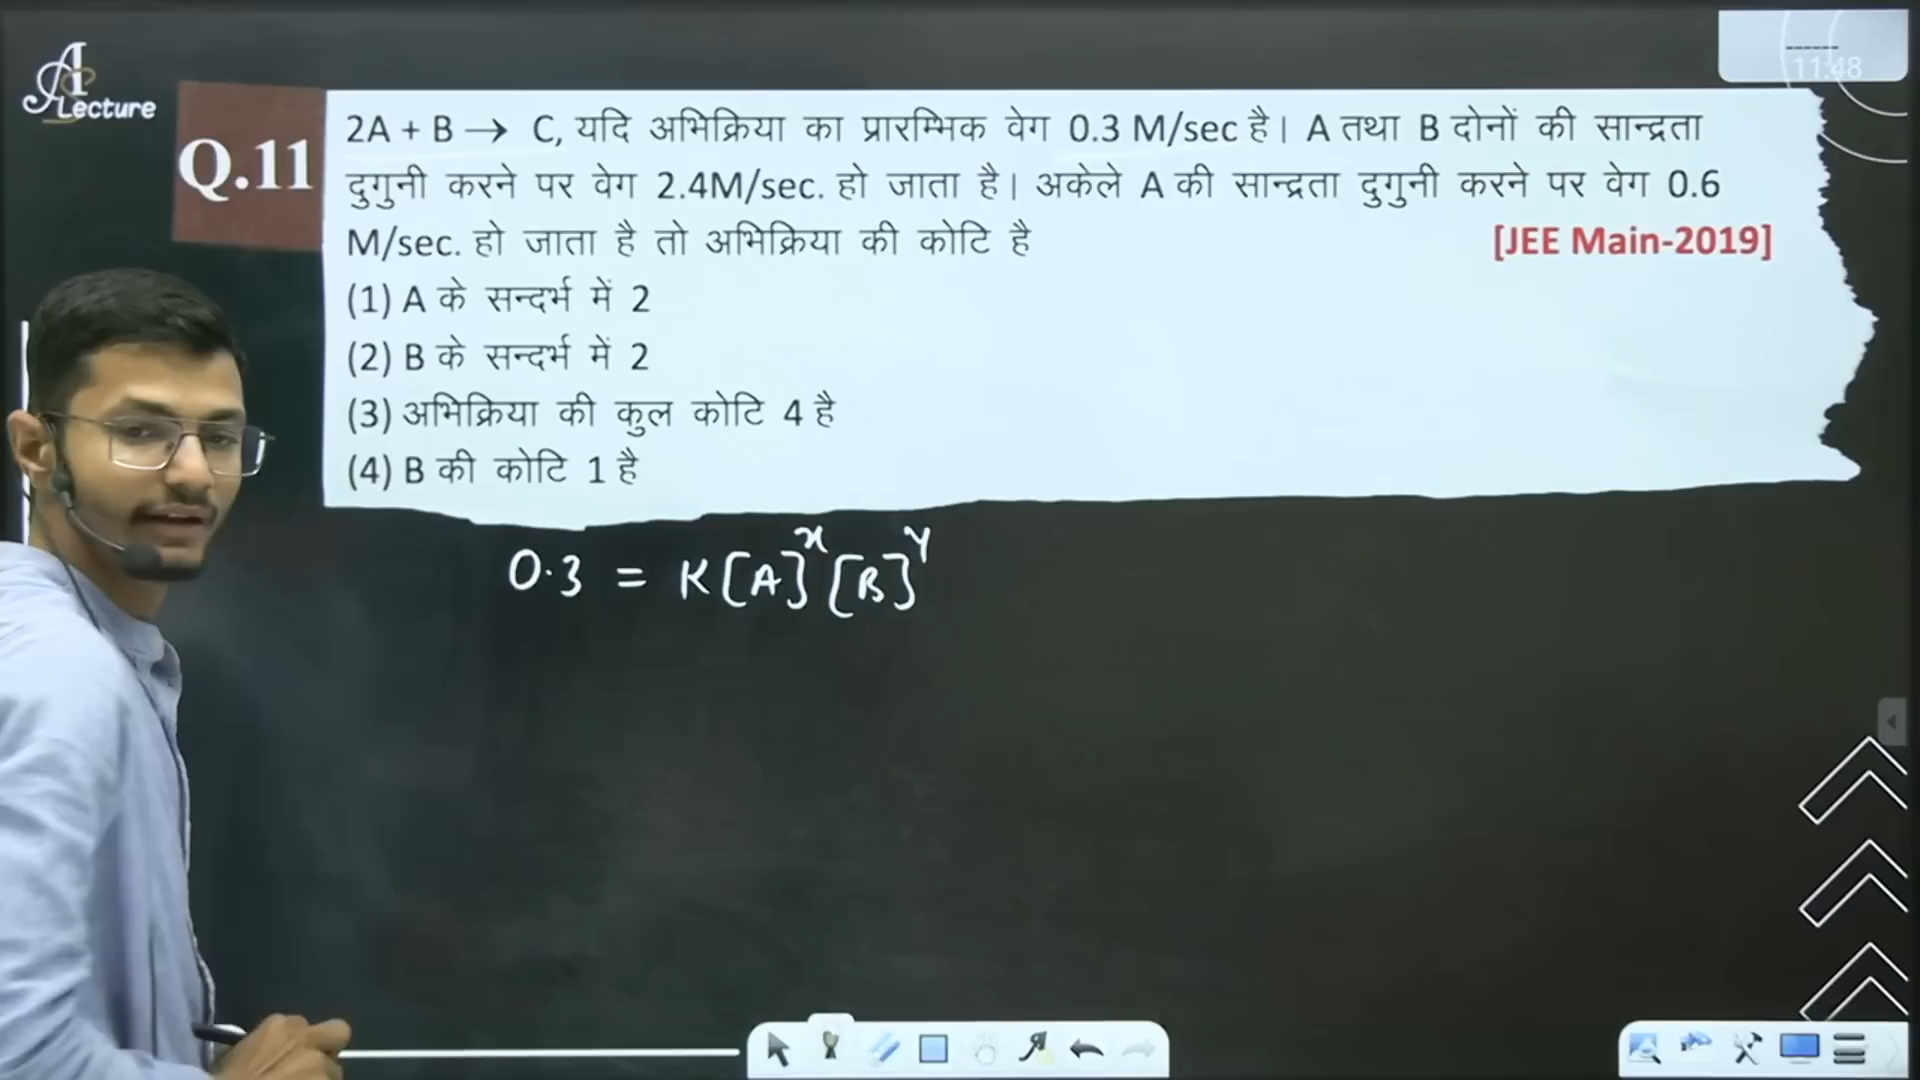 A
S
Lecture
11:48
Q.11
2A + B → C, यदि अभिक्रिया का प्रारम्भिक वेग 0.3 M/sec है। A तथा B दोनों की सान्द्रता
दुगुनी करने पर वेग 2.4M/sec. हो जाता है। अकेले A की सान्द्रता दुगुनी करने पर वेग 0.6
M/sec. हो जाता है तो अभिक्रिया की कोटि है
[JEE Main-2019]
(1) A के सन्दर्भ में 2
(2) B के सन्दर्भ में 2
(3) अभिक्रिया की कुल कोटि 4 है
(4) B की कोटि 1 है
0.3 = K[A]^x [B]^y